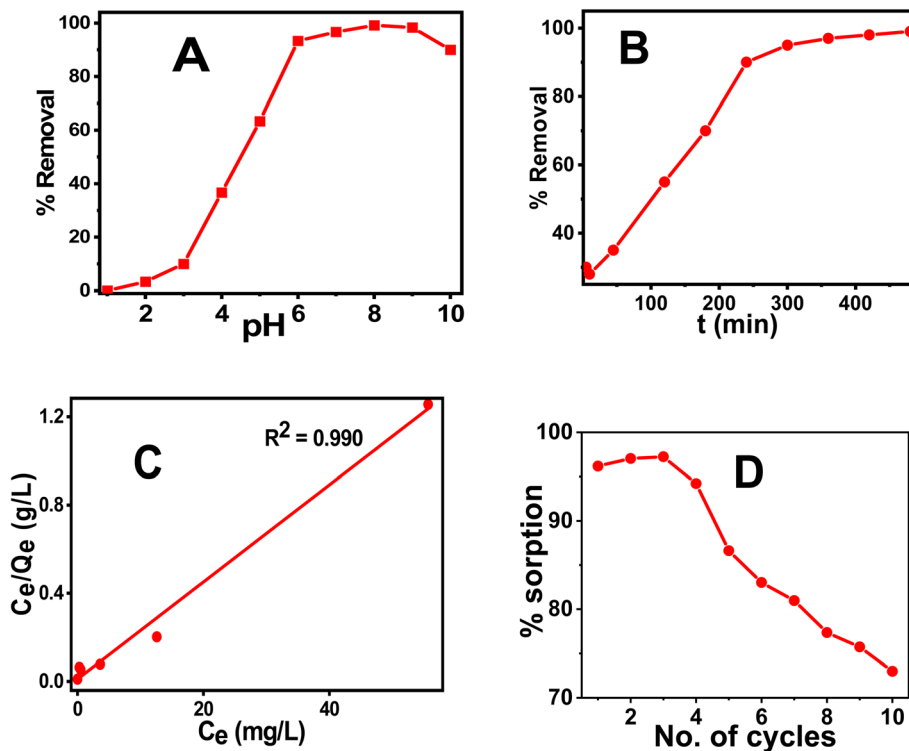 A
% Removal
100
80
60
40
20
0
2 4 6 8 10
pH
B
% Removal
100
80
60
40
100 200 300 400
t (min)
C
R² = 0.990
Ce/Qe (g/L)
1.2
0.8
0.4
0.0
0 20 40
Ce (mg/L)
D
% sorption
100
90
80
70
2 4 6 8 10
No. of cycles